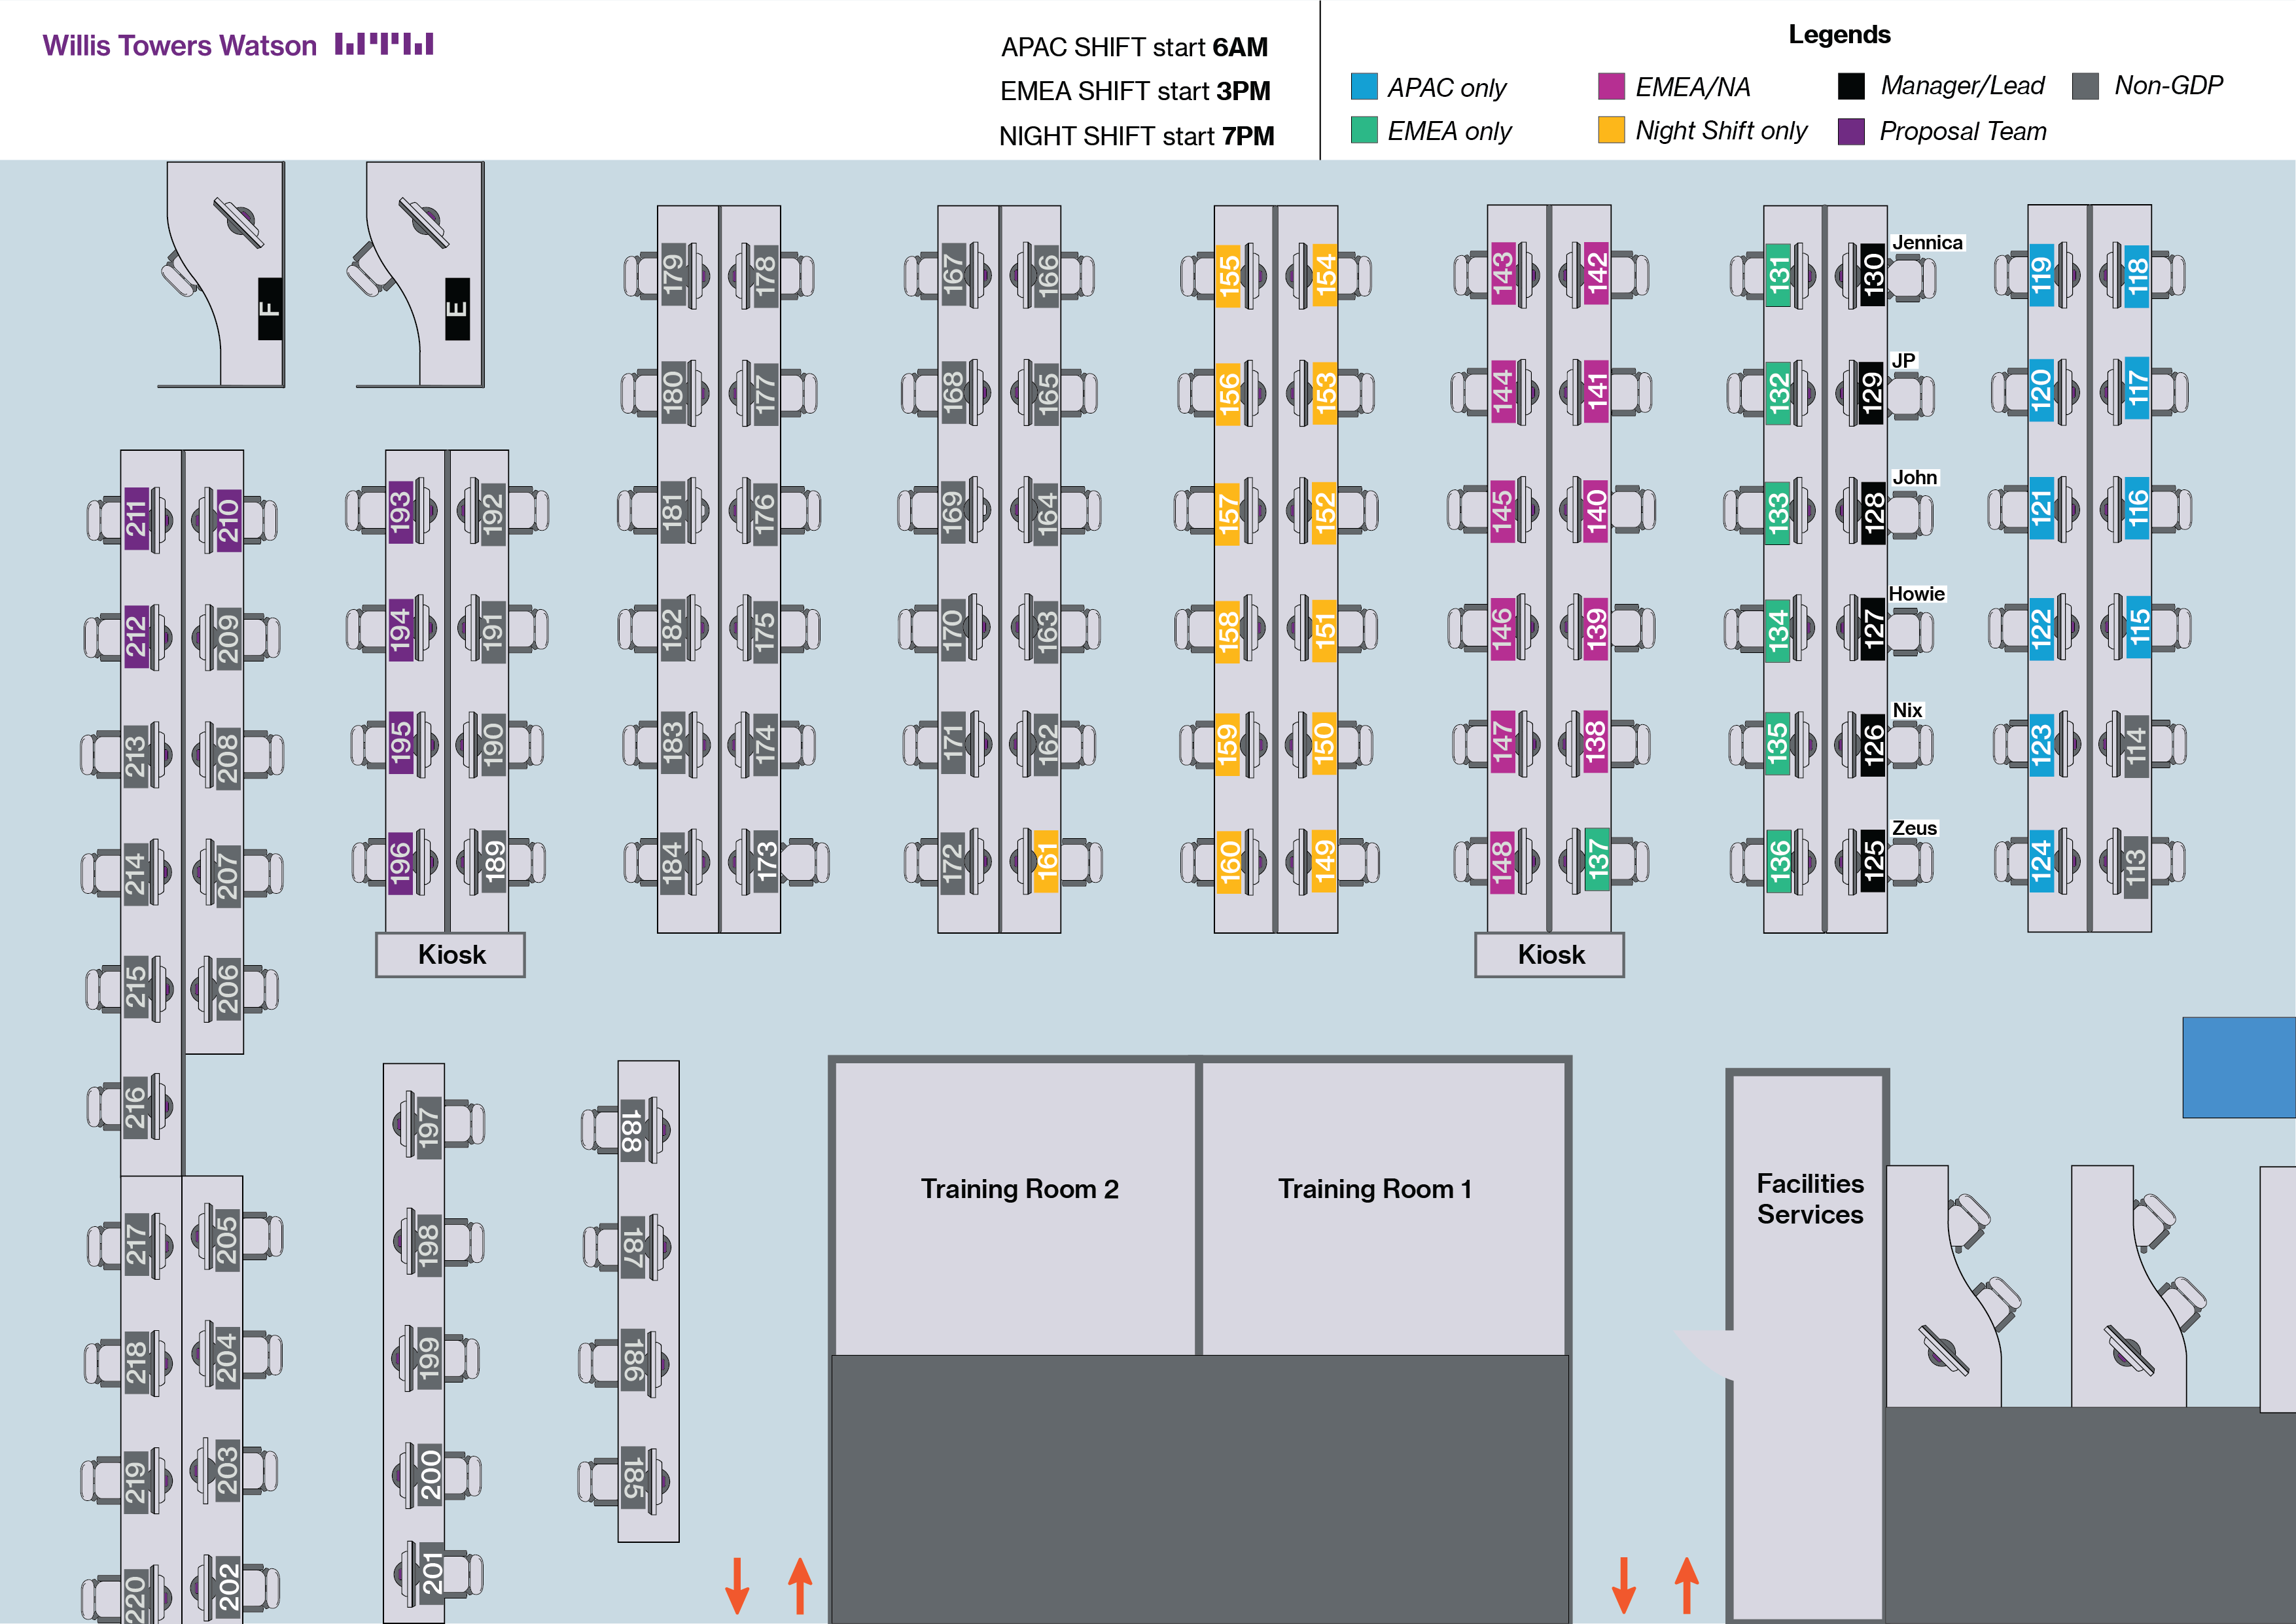 Willis Towers Watson
APAC SHIFT start 6AM
EMEA SHIFT start 3PM
NIGHT SHIFT start 7PM
Legends
APAC only
EMEA/NA
Manager/Lead
Non-GDP
EMEA only
Night Shift only
Proposal Team
F
E
179 178 167 166 155 154 143 142 131 130 Jennica 119 118
180 177 168 165 156 153 144 141 132 129 JP 120 117
211 210 193 192 181 176 169 164 157 152 145 140 133 128 John 121 116
212 209 194 191 182 175 170 163 158 151 146 139 134 127 Howie 122 115
213 208 195 190 183 174 171 162 159 150 147 138 135 126 Nix 123 114
214 207 196 189 184 173 172 161 160 149 148 137 136 125 Zeus 124 113
Kiosk
Kiosk
215 206
216 197 188
217 205 198 187
218 204 199 186
219 203 200 185
220 202 201
Training Room 2
Training Room 1
Facilities
Services